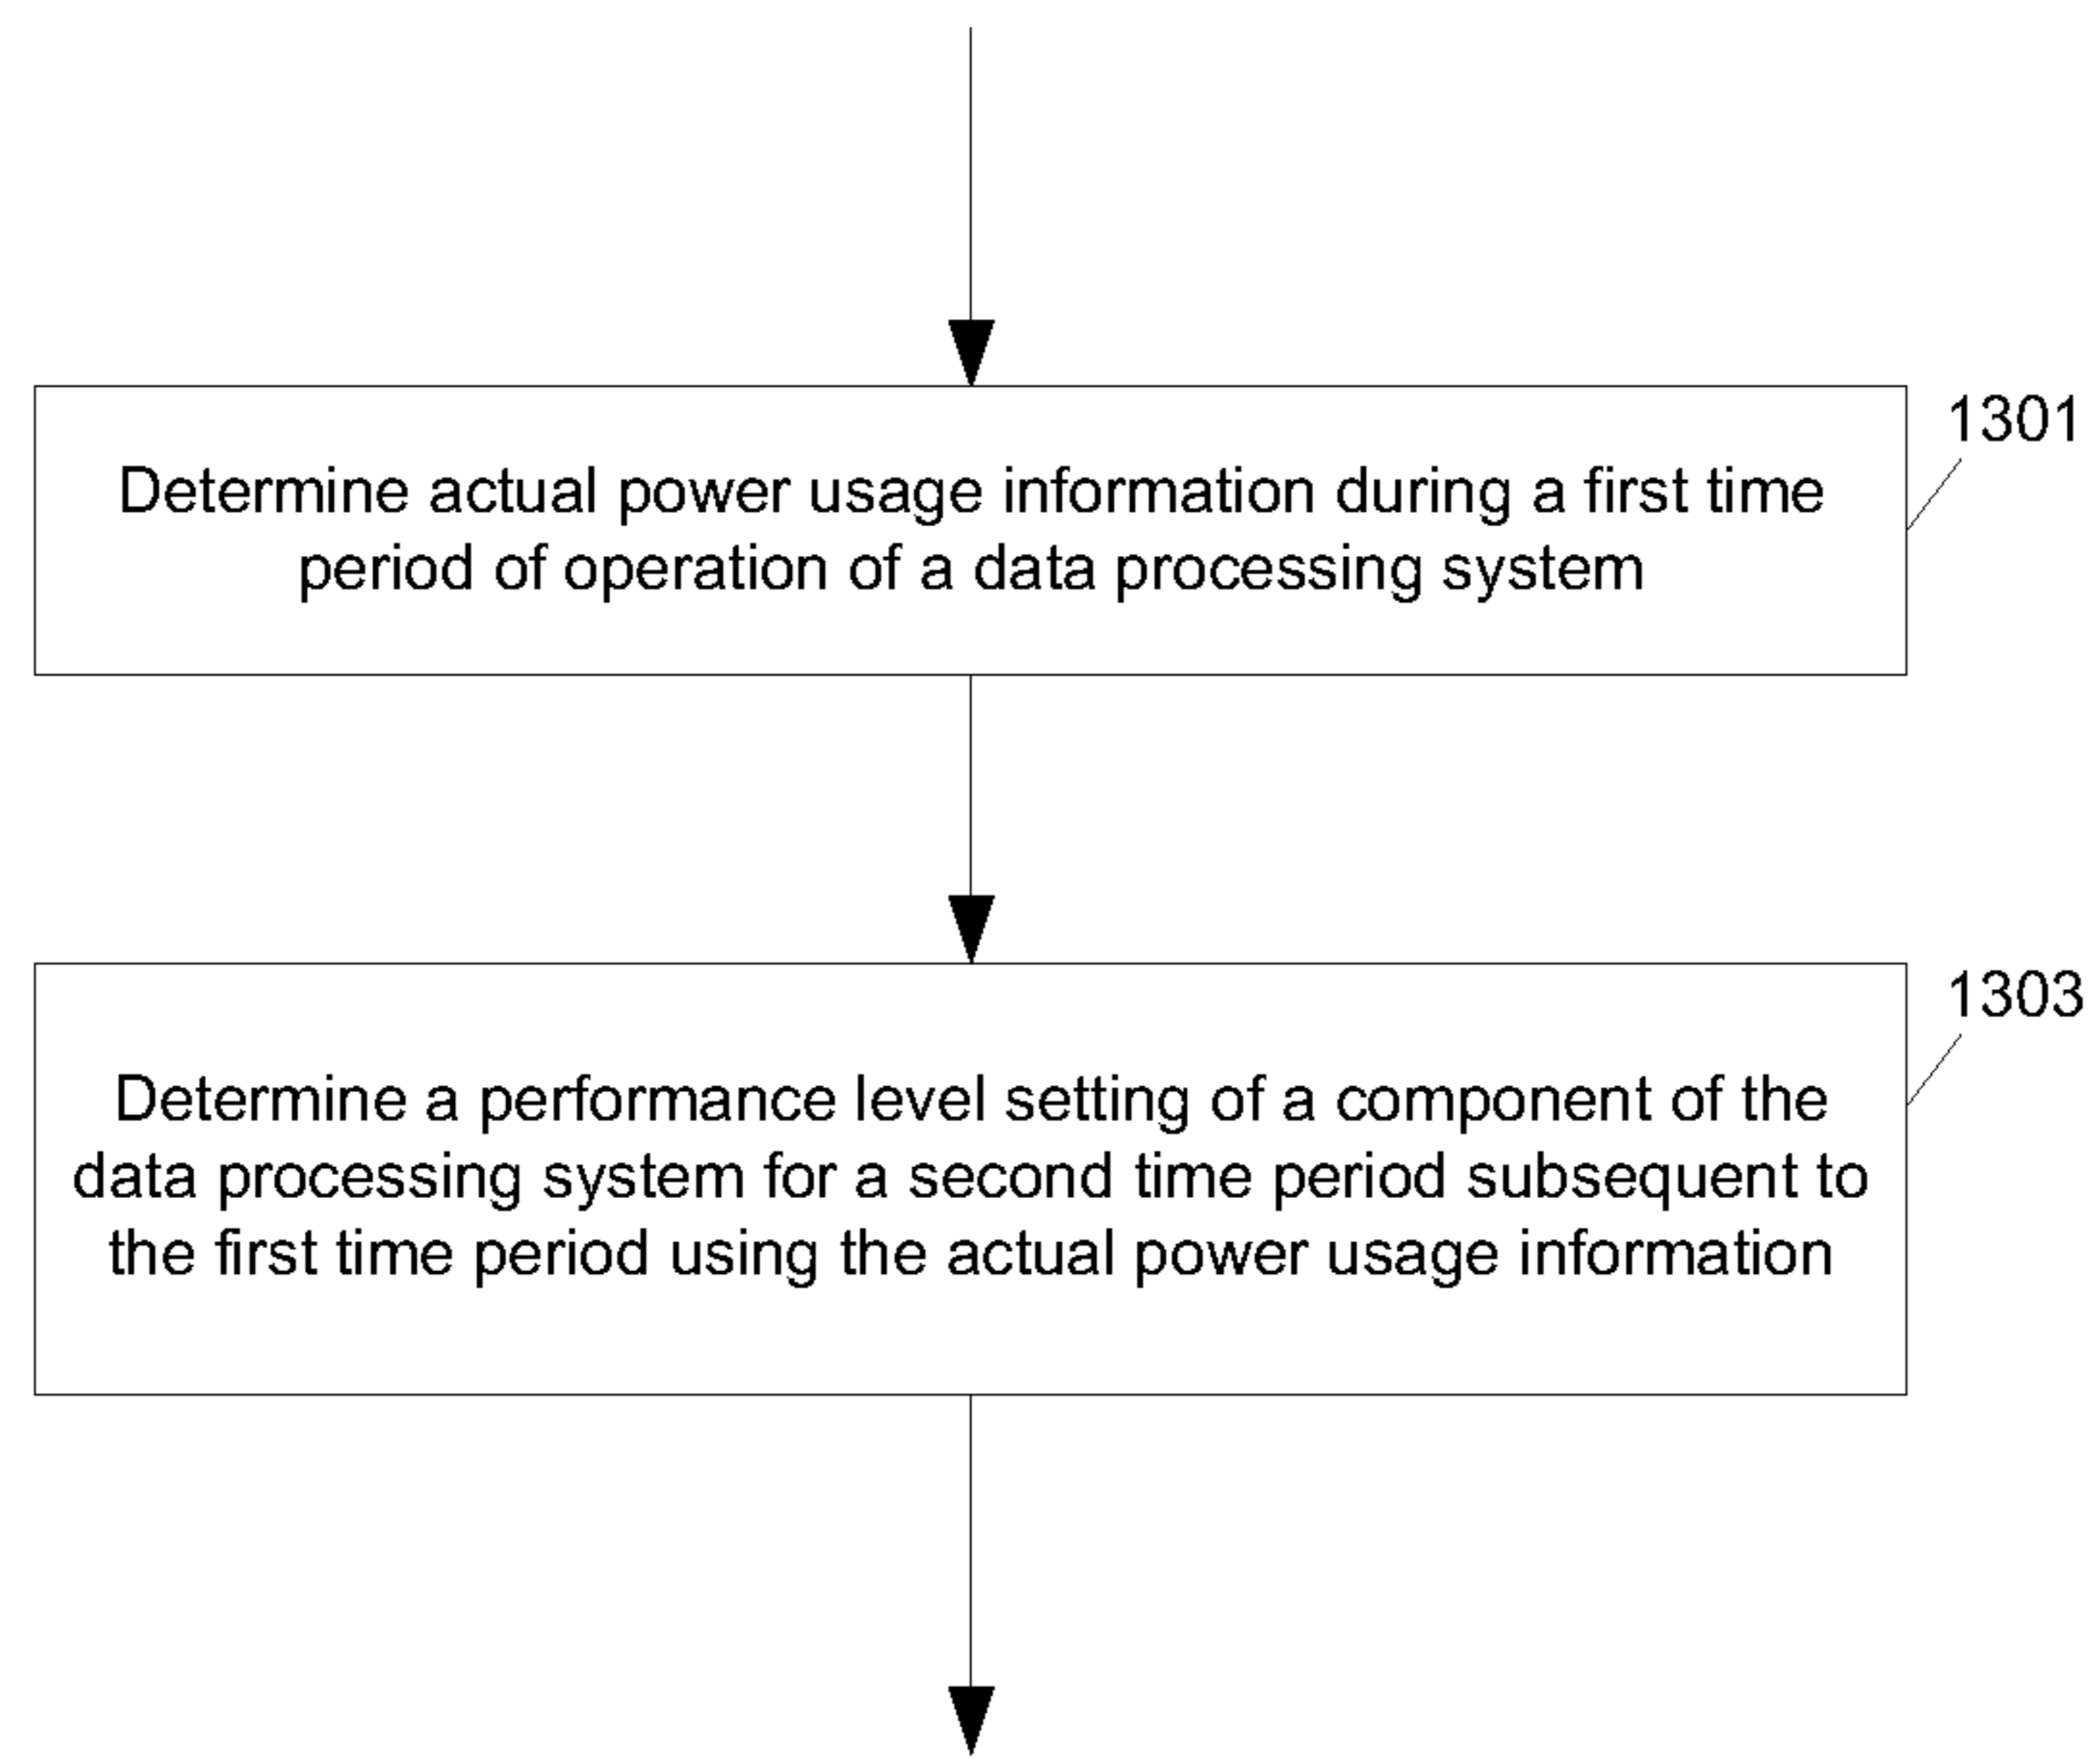 1301
Determine actual power usage information during a first time
period of operation of a data processing system
1303
Determine a performance level setting of a component of the
data processing system for a second time period subsequent to
the first time period using the actual power usage information